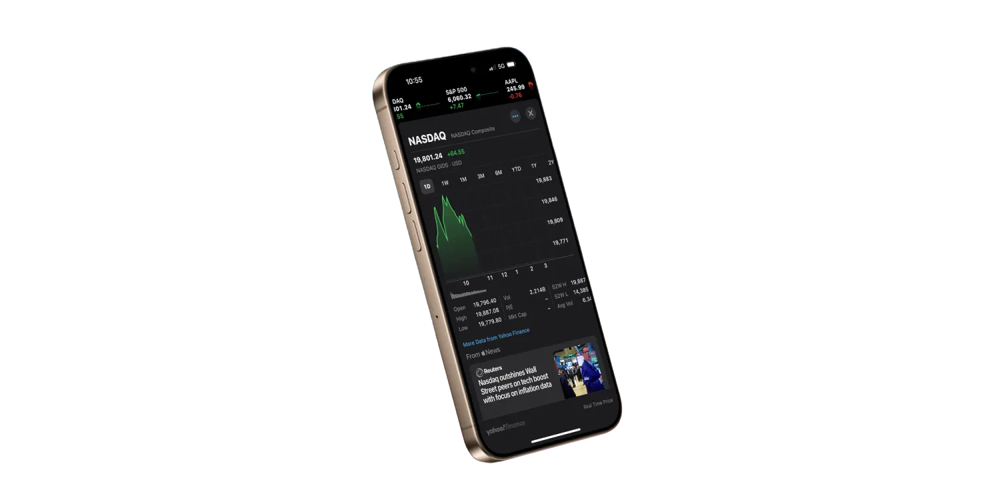 10:55
5G
DAQ
301.24
55
S&P 500
6,060.32
+7.47
AAPL
245.99
-0.76
NASDAQ NASDAQ Composite
19,801.24 +64.55
NASDAQ GIDS · USD
1D 1W 1M 3M 6M YTD 1Y 2Y
19,883
19,846
19,809
19,771
10 11 12 1 2 3
Open 19,796.40 Vol 2.214B 52W H 19,887
High 19,887.08 P/E – 52W L 14,385
Low 19,779.80 Mkt Cap – Avg Vol 6.34
More Data from Yahoo Finance
From News
Reuters
Nasdaq outshines Wall
Street peers on tech boost
with focus on inflation data
Real Time Price
yahoo!finance